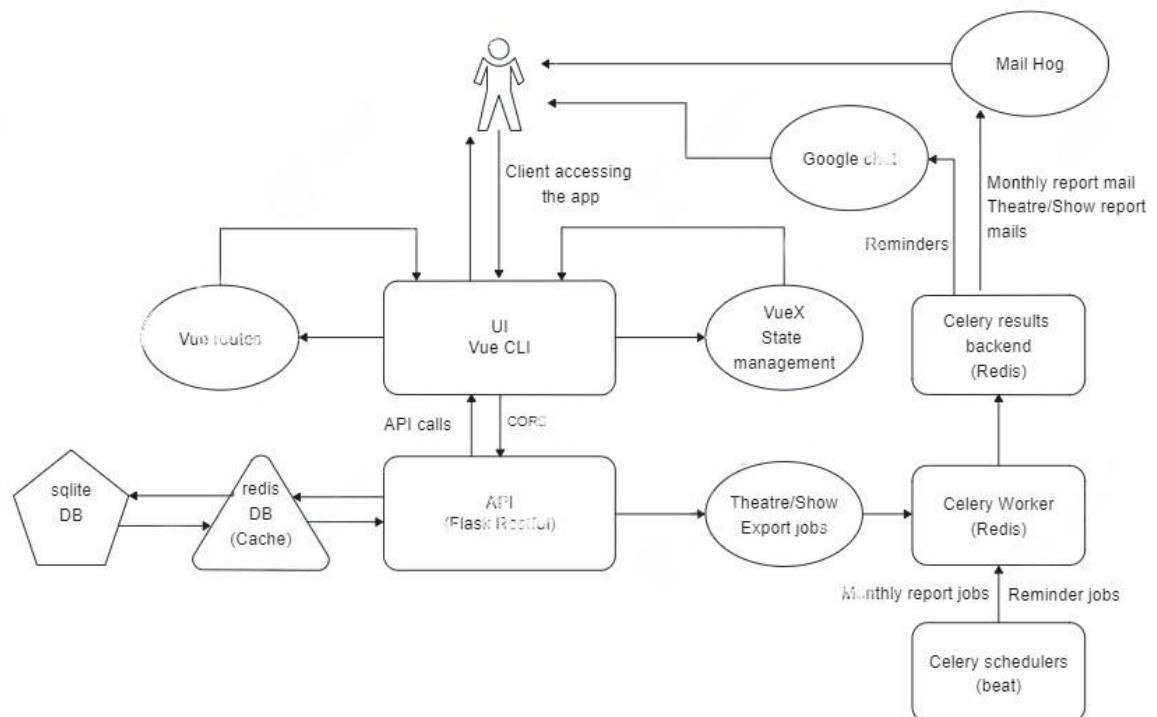 Mail Hog
Google chat
Client accessing
the app
Monthly report mail
Theatre/Show report
mails
Reminders
Vue routes
UI
Vue CLI
VueX
State
management
Celery results
backend
(Redis)
API calls
CORS
sqlite
DB
redis
DB
(Cache)
API
(Flask Restful)
Theatre/Show
Export jobs
Celery Worker
(Redis)
Monthly report jobs
Reminder jobs
Celery schedulers
(beat)